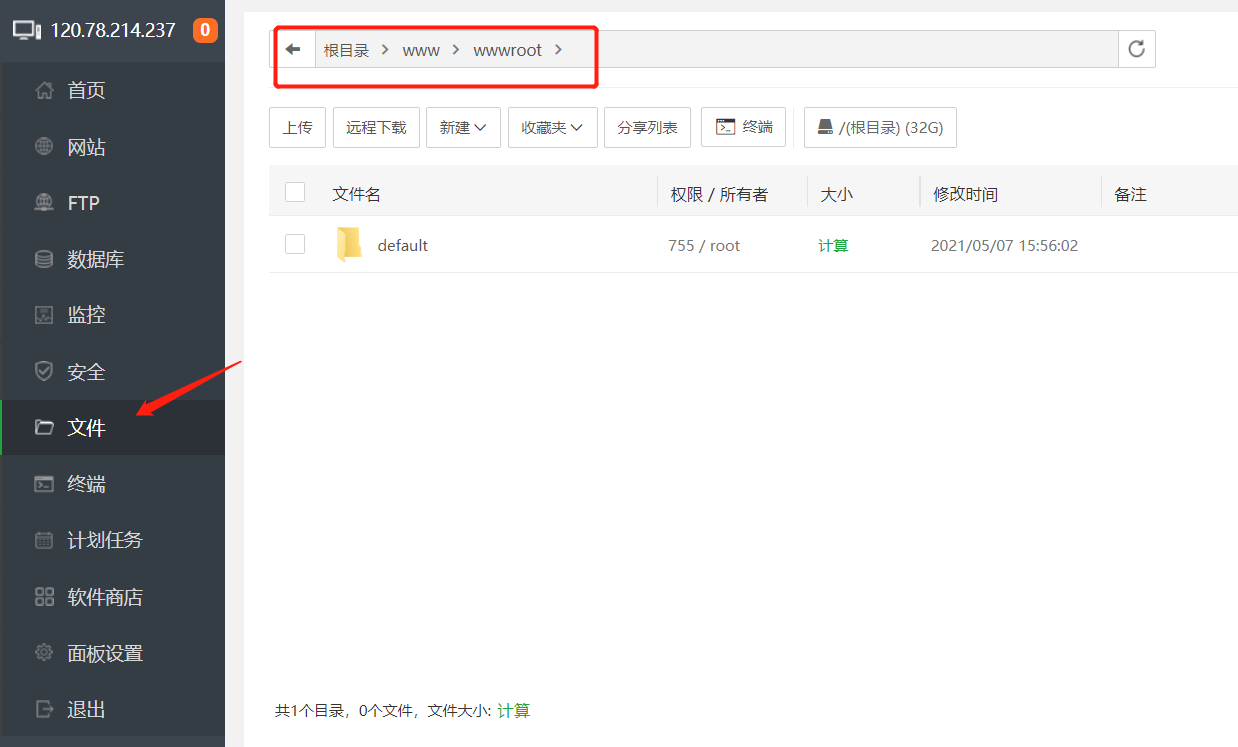 120.78.214.237 0
首页
网站
FTP
数据库
监控
安全
文件
终端
计划任务
软件商店
面板设置
退出
根目录 www wwwroot
上传 远程下载 新建 收藏夹 分享列表 终端 /(根目录) (32G)
文件名 权限 / 所有者 大小 修改时间 备注
default 755 / root 计算 2021/05/07 15:56:02
共1个目录，0个文件，文件大小: 计算